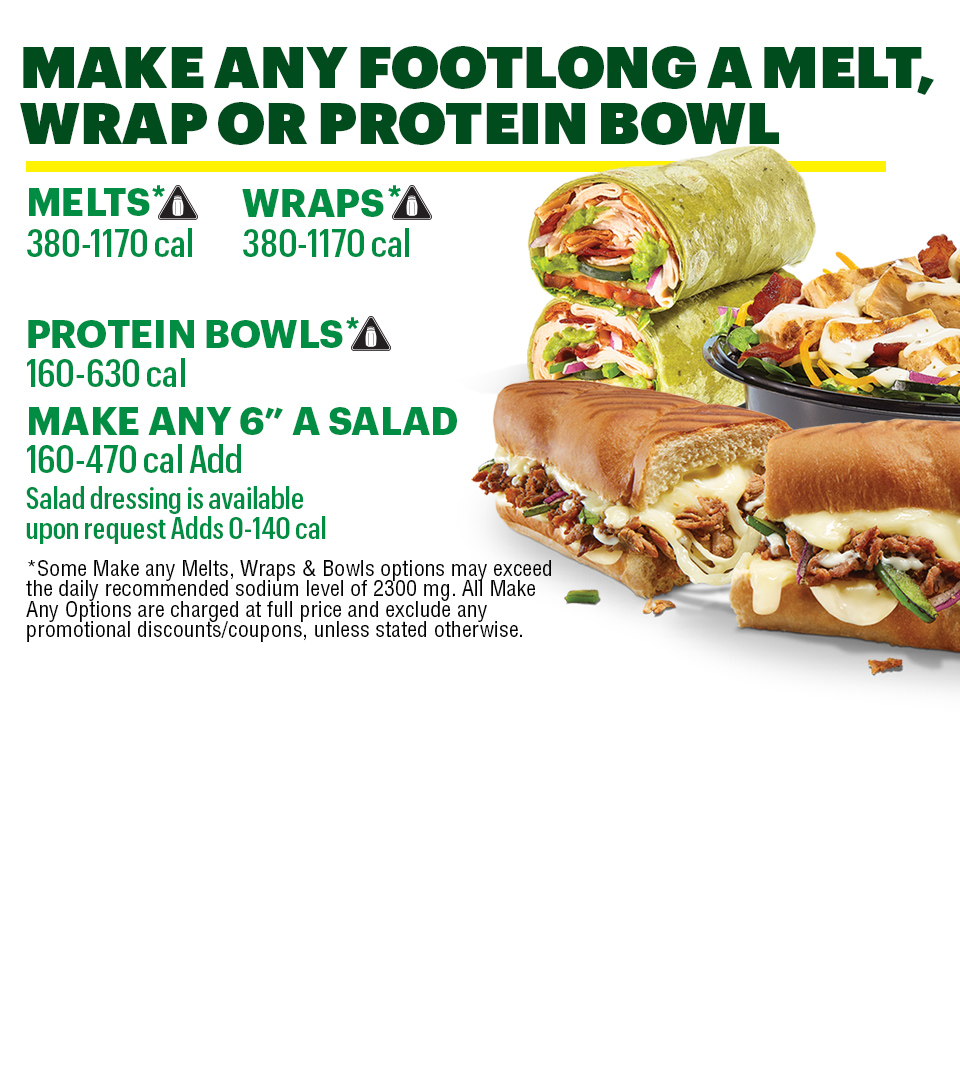 MAKE ANY FOOTLONG A MELT,
WRAP OR PROTEIN BOWL
MELTS*
380-1170 cal
WRAPS*
380-1170 cal
PROTEIN BOWLS*
160-630 cal
MAKE ANY 6” A SALAD
160-470 cal Add
Salad dressing is available
upon request Adds 0-140 cal
*Some Make any Melts, Wraps & Bowls options may exceed
the daily recommended sodium level of 2300 mg. All Make
Any Options are charged at full price and exclude any
promotional discounts/coupons, unless stated otherwise.